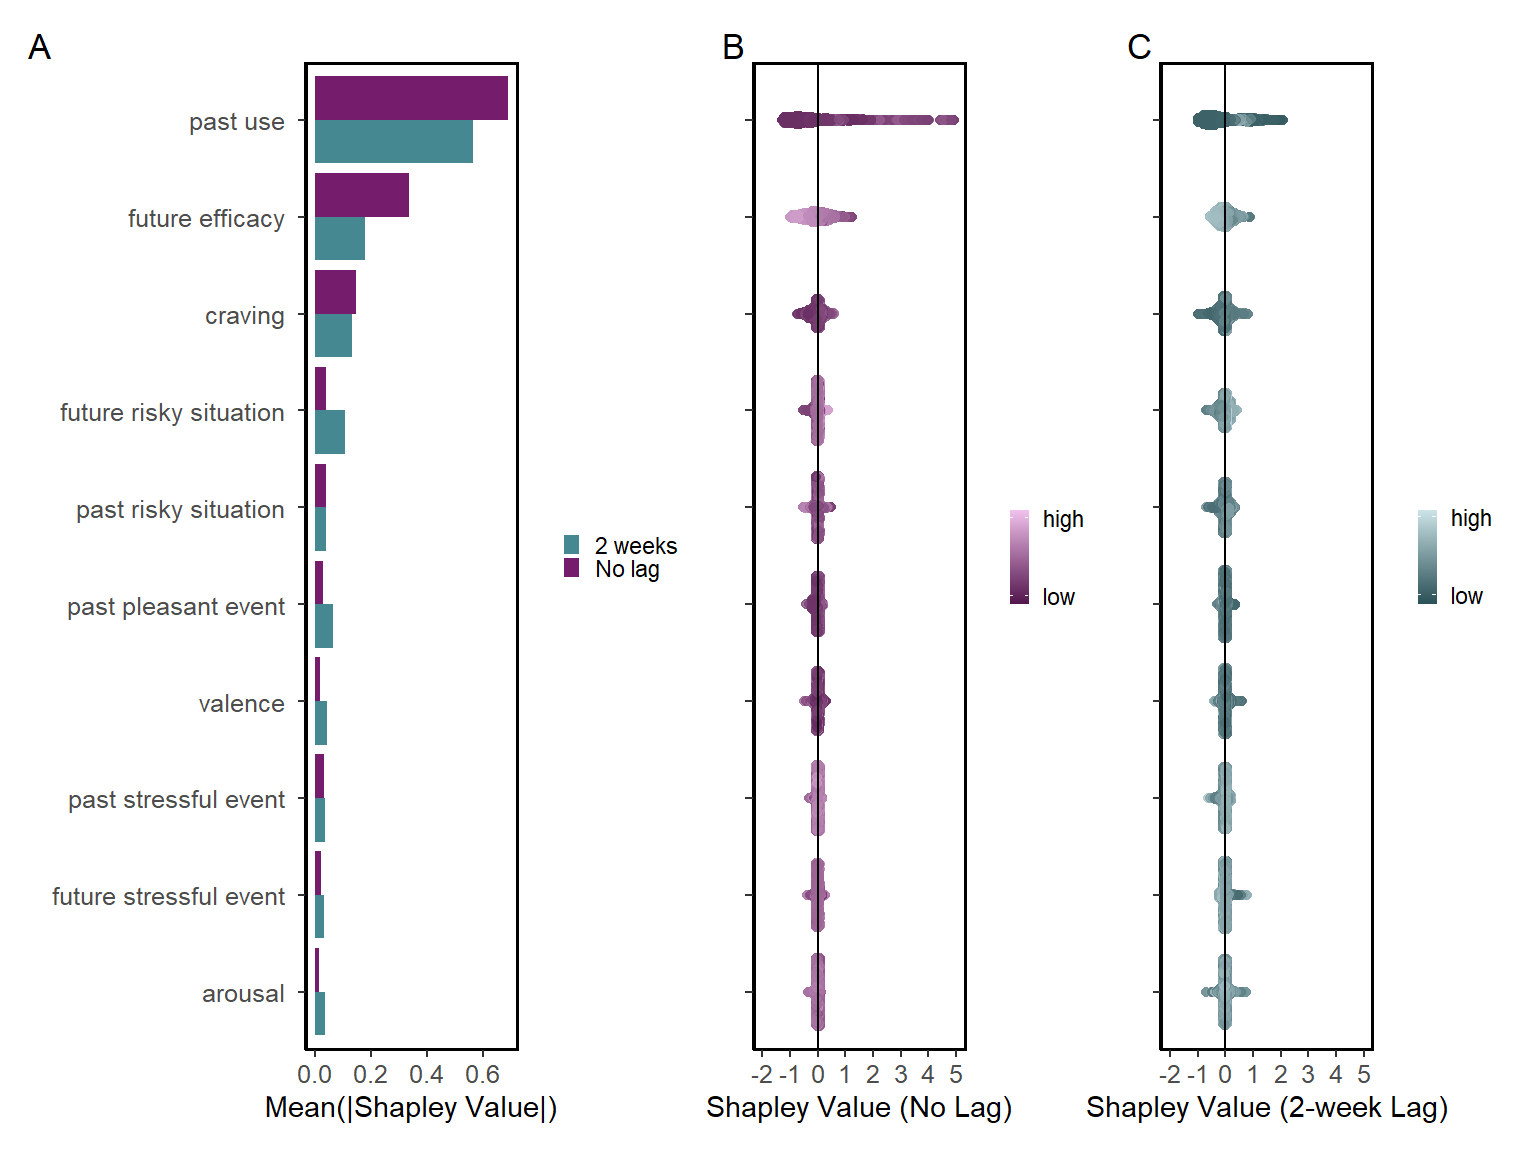 A
past use
future efficacy
craving
future risky situation
past risky situation
past pleasant event
valence
past stressful event
future stressful event
arousal
0.0 0.2 0.4 0.6
Mean(|Shapley Value|)
2 weeks
No lag
B
-2 -1 0 1 2 3 4 5
Shapley Value (No Lag)
high
low
C
-2 -1 0 1 2 3 4 5
Shapley Value (2-week Lag)
high
low